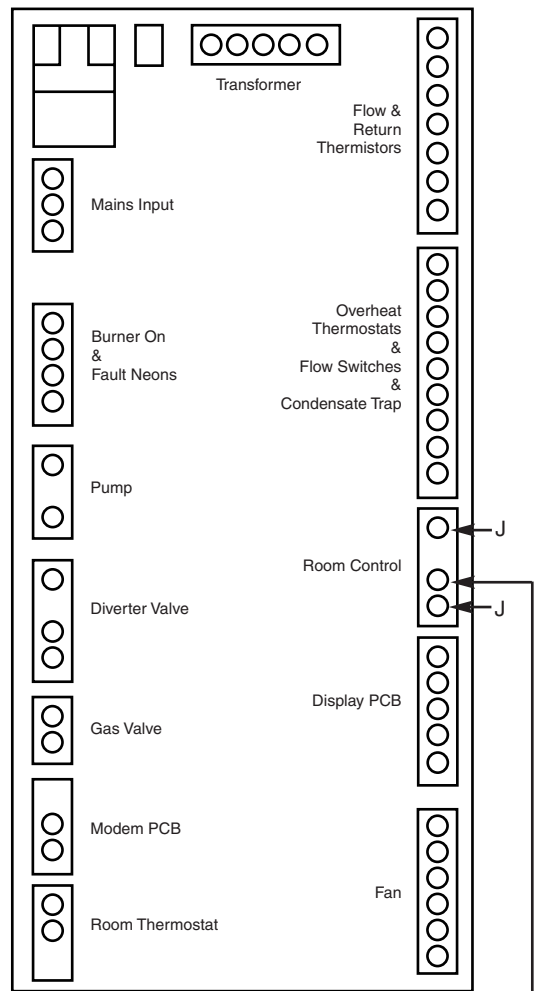 Transformer
Flow &
Return
Thermistors
Mains Input
Burner On
&
Fault Neons
Overheat
Thermostats
&
Flow Switches
&
Condensate Trap
Pump
J
Room Control
Diverter Valve
J
Display PCB
Gas Valve
Modem PCB
Fan
Room Thermostat